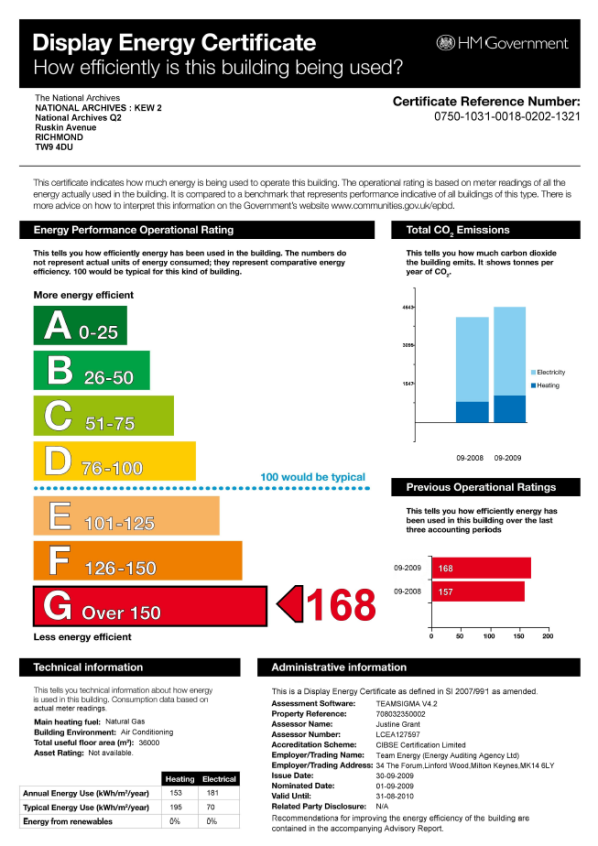 Display Energy Certificate
How efficiently is this building being used?
HM Government
The National Archives
NATIONAL ARCHIVES : KEW 2
National Archives Q2
Ruskin Avenue
RICHMOND
TW9 4DU
Certificate Reference Number:
0750-1031-0018-0202-1321
This certificate indicates how much energy is being used to operate this building. The operational rating is based on meter readings of all the
energy actually used in the building. It is compared to a benchmark that represents performance indicative of all buildings of this type. There is
more advice on how to interpret this information on the Government's website www.communities.gov.uk/epbd.
Energy Performance Operational Rating
This tells you how efficiently energy has been used in the building. The numbers do
not represent actual units of energy consumed; they represent comparative energy
efficiency. 100 would be typical for this kind of building.
More energy efficient
A 0-25
B 26-50
C 51-75
D 76-100
100 would be typical
E 101-125
F 126-150
G Over 150
168
Less energy efficient
Total CO2 Emissions
This tells you how much carbon dioxide
the building emits. It shows tonnes per
year of CO2.
Electricity
Heating
09-2008 09-2009
Previous Operational Ratings
This tells you how efficiently energy has
been used in this building over the last
three accounting periods
09-2009 168
09-2008 157
0 50 100 150 200
Technical information
This tells you technical information about how energy
is used in this building. Consumption data based on
actual meter readings.
Main heating fuel: Natural Gas
Building Environment: Air Conditioning
Total useful floor area (m²): 36000
Asset Rating: Not available.
Heating Electrical
Annual Energy Use (kWh/m²/year) 153 181
Typical Energy Use (kWh/m²/year) 195 70
Energy from renewables 0% 0%
Administrative information
This is a Display Energy Certificate as defined in SI 2007/991 as amended.
Assessment Software: TEAMSIGMA V4.2
Property Reference: 708032350002
Assessor Name: Justine Grant
Assessor Number: LCEA127597
Accreditation Scheme: CIBSE Certification Limited
Employer/Trading Name: Team Energy (Energy Auditing Agency Ltd)
Employer/Trading Address: 34 The Forum,Linford Wood,Milton Keynes,MK14 6LY
Issue Date: 30-09-2009
Nominated Date: 01-09-2009
Valid Until: 31-08-2010
Related Party Disclosure: N/A
Recommendations for improving the energy efficiency of the building are
contained in the accompanying Advisory Report.